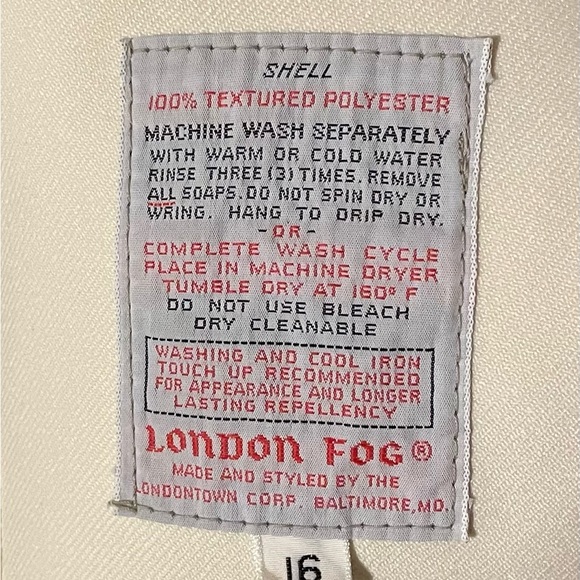 SHELL
100% TEXTURED POLYESTER
MACHINE WASH SEPARATELY
WITH WARM OR COLD WATER
RINSE THREE (3) TIMES. REMOVE
ALL SOAPS. DO NOT SPIN DRY OR
WRING. HANG TO DRIP DRY.
-OR-
COMPLETE WASH CYCLE
PLACE IN MACHINE DRYER
TUMBLE DRY AT 160° F
DO NOT USE BLEACH
DRY CLEANABLE
WASHING AND COOL IRON
TOUCH UP RECOMMENDED
FOR APPEARANCE AND LONGER
LASTING REPELLENCY
LONDON FOG®
MADE AND STYLED BY THE
LONDONTOWN CORP. BALTIMORE, MD.
16